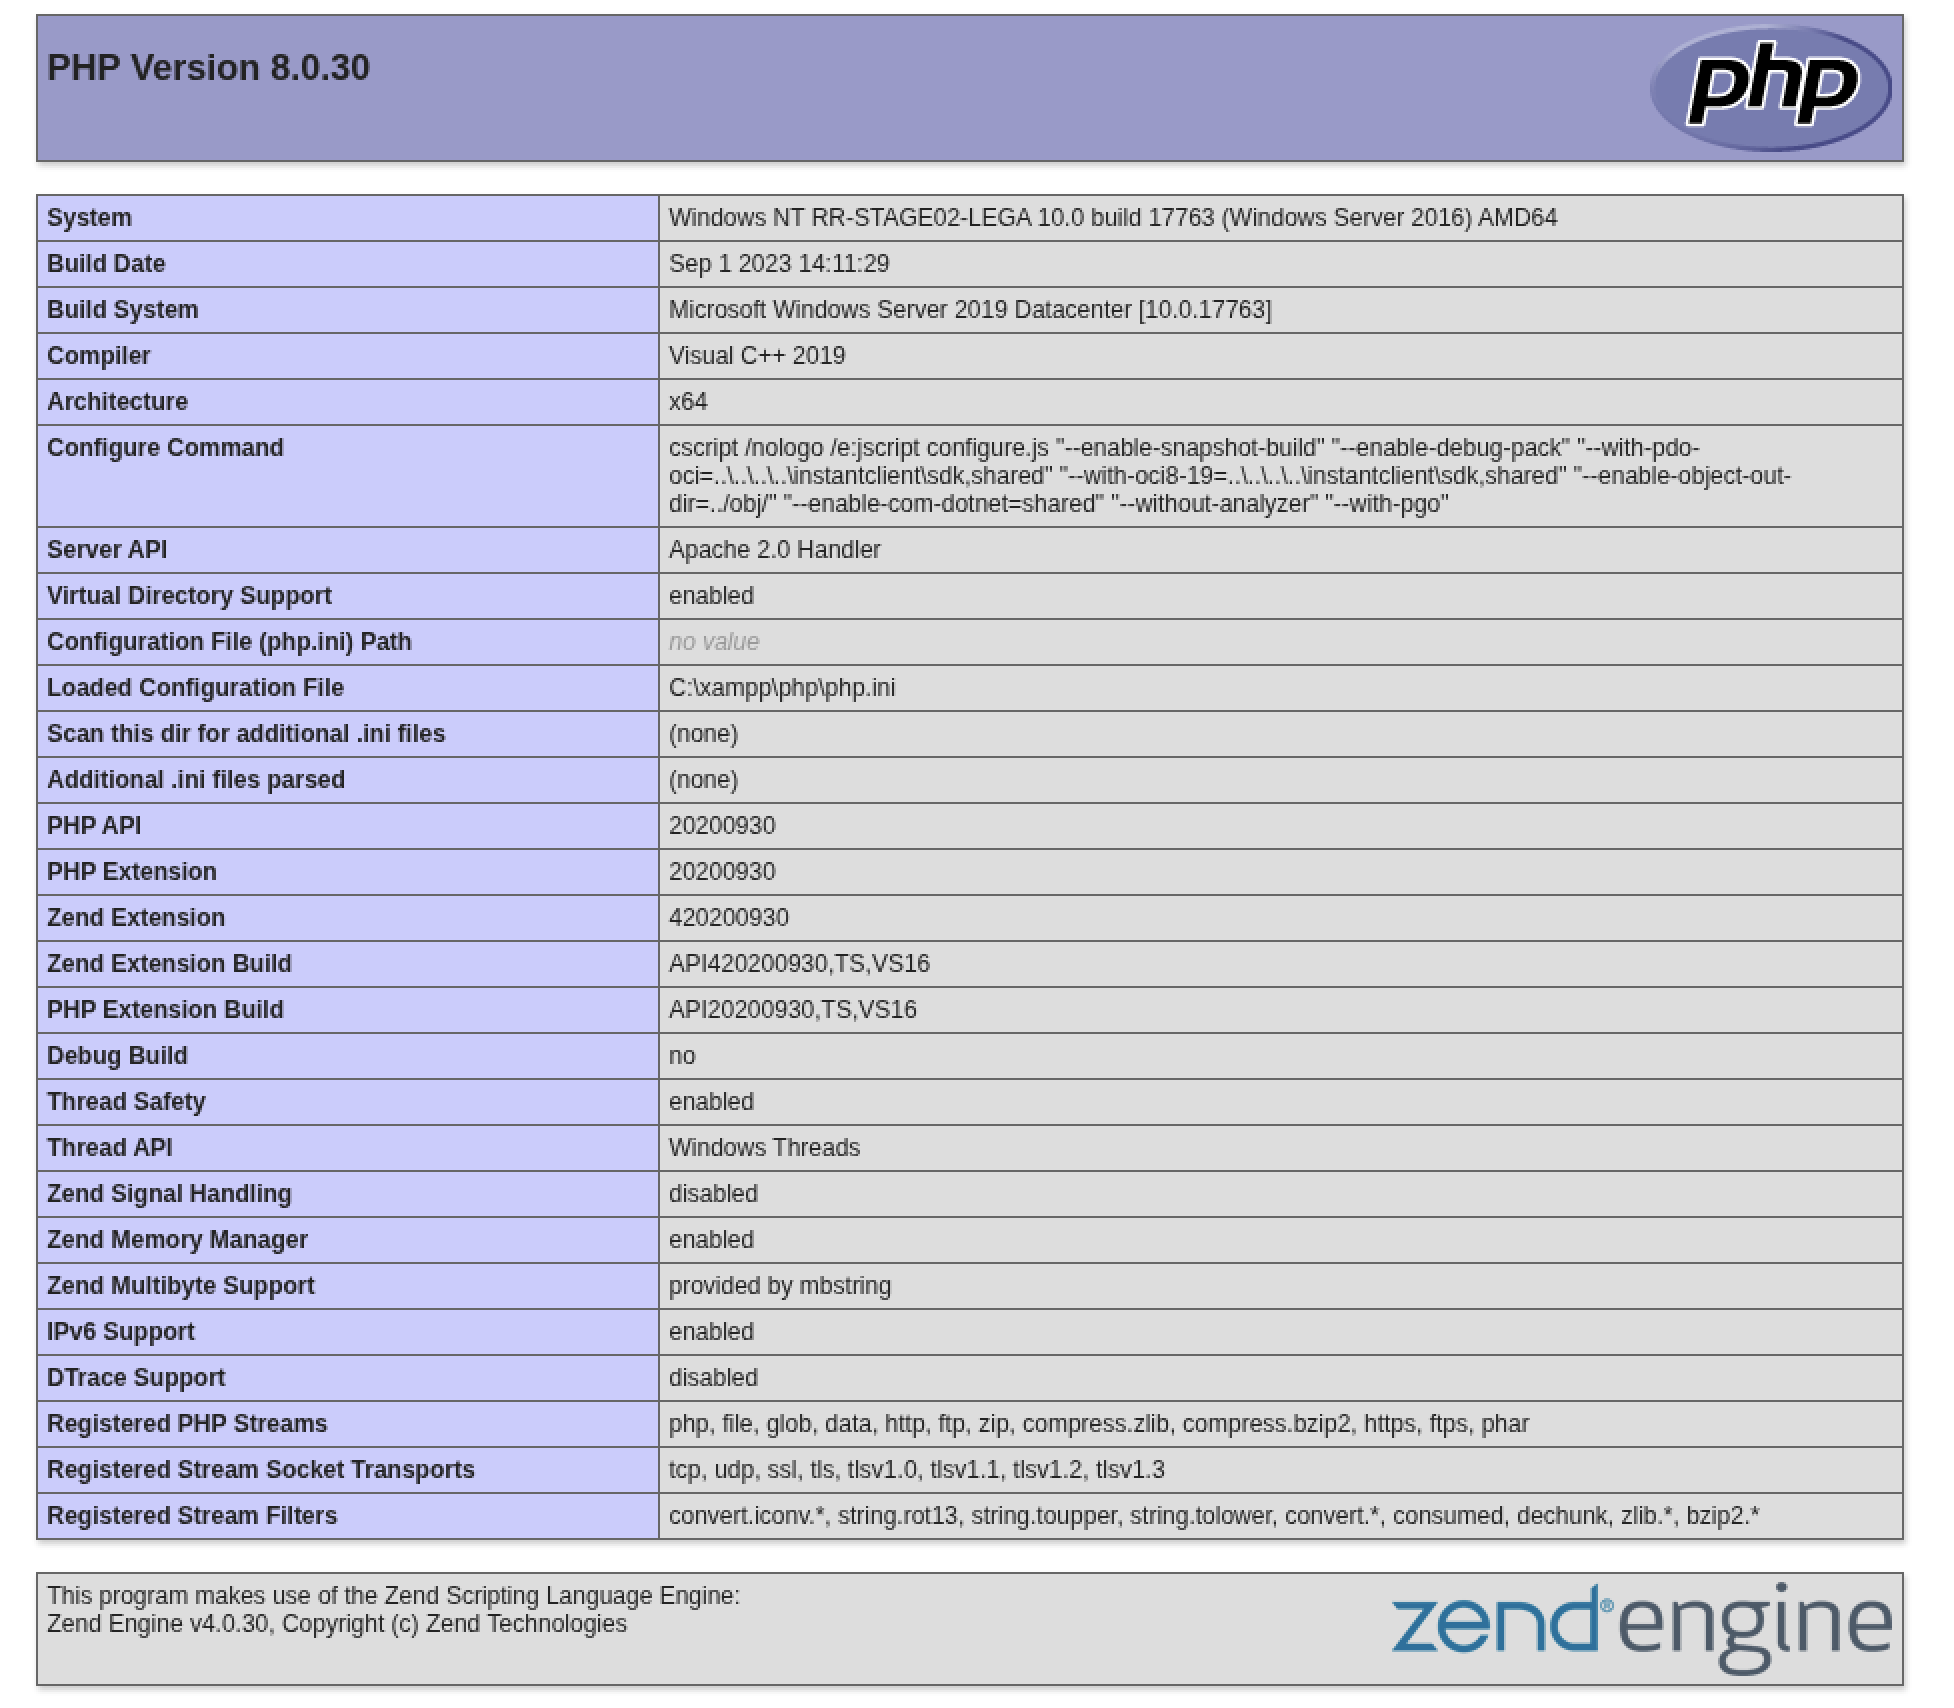 PHP Version 8.0.30
php
System Windows NT RR-STAGE02-LEGA 10.0 build 17763 (Windows Server 2016) AMD64
Build Date Sep 1 2023 14:11:29
Build System Microsoft Windows Server 2019 Datacenter [10.0.17763]
Compiler Visual C++ 2019
Architecture x64
Configure Command cscript /nologo /e:jscript configure.js "--enable-snapshot-build" "--enable-debug-pack" "--with-pdo-
oci=..\..\..\..\instantclient\sdk,shared" "--with-oci8-19=..\..\..\..\instantclient\sdk,shared" "--enable-object-out-
dir=../obj/" "--enable-com-dotnet=shared" "--without-analyzer" "--with-pgo"
Server API Apache 2.0 Handler
Virtual Directory Support enabled
Configuration File (php.ini) Path no value
Loaded Configuration File C:\xampp\php\php.ini
Scan this dir for additional .ini files (none)
Additional .ini files parsed (none)
PHP API 20200930
PHP Extension 20200930
Zend Extension 420200930
Zend Extension Build API420200930,TS,VS16
PHP Extension Build API20200930,TS,VS16
Debug Build no
Thread Safety enabled
Thread API Windows Threads
Zend Signal Handling disabled
Zend Memory Manager enabled
Zend Multibyte Support provided by mbstring
IPv6 Support enabled
DTrace Support disabled
Registered PHP Streams php, file, glob, data, http, ftp, zip, compress.zlib, compress.bzip2, https, ftps, phar
Registered Stream Socket Transports tcp, udp, ssl, tls, tlsv1.0, tlsv1.1, tlsv1.2, tlsv1.3
Registered Stream Filters convert.iconv.*, string.rot13, string.toupper, string.tolower, convert.*, consumed, dechunk, zlib.*, bzip2.*
This program makes use of the Zend Scripting Language Engine:
Zend Engine v4.0.30, Copyright (c) Zend Technologies
zend® engine